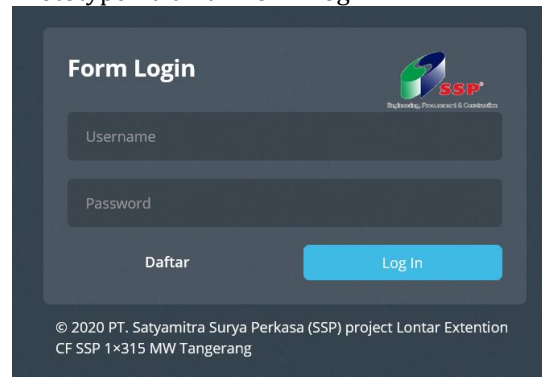 Form Login
SSP
Engineering, Procurement & Construction
Username
Password
Daftar
Log In
© 2020 PT. Satyamitra Surya Perkasa (SSP) project Lontar Extention
CF SSP 1×315 MW Tangerang